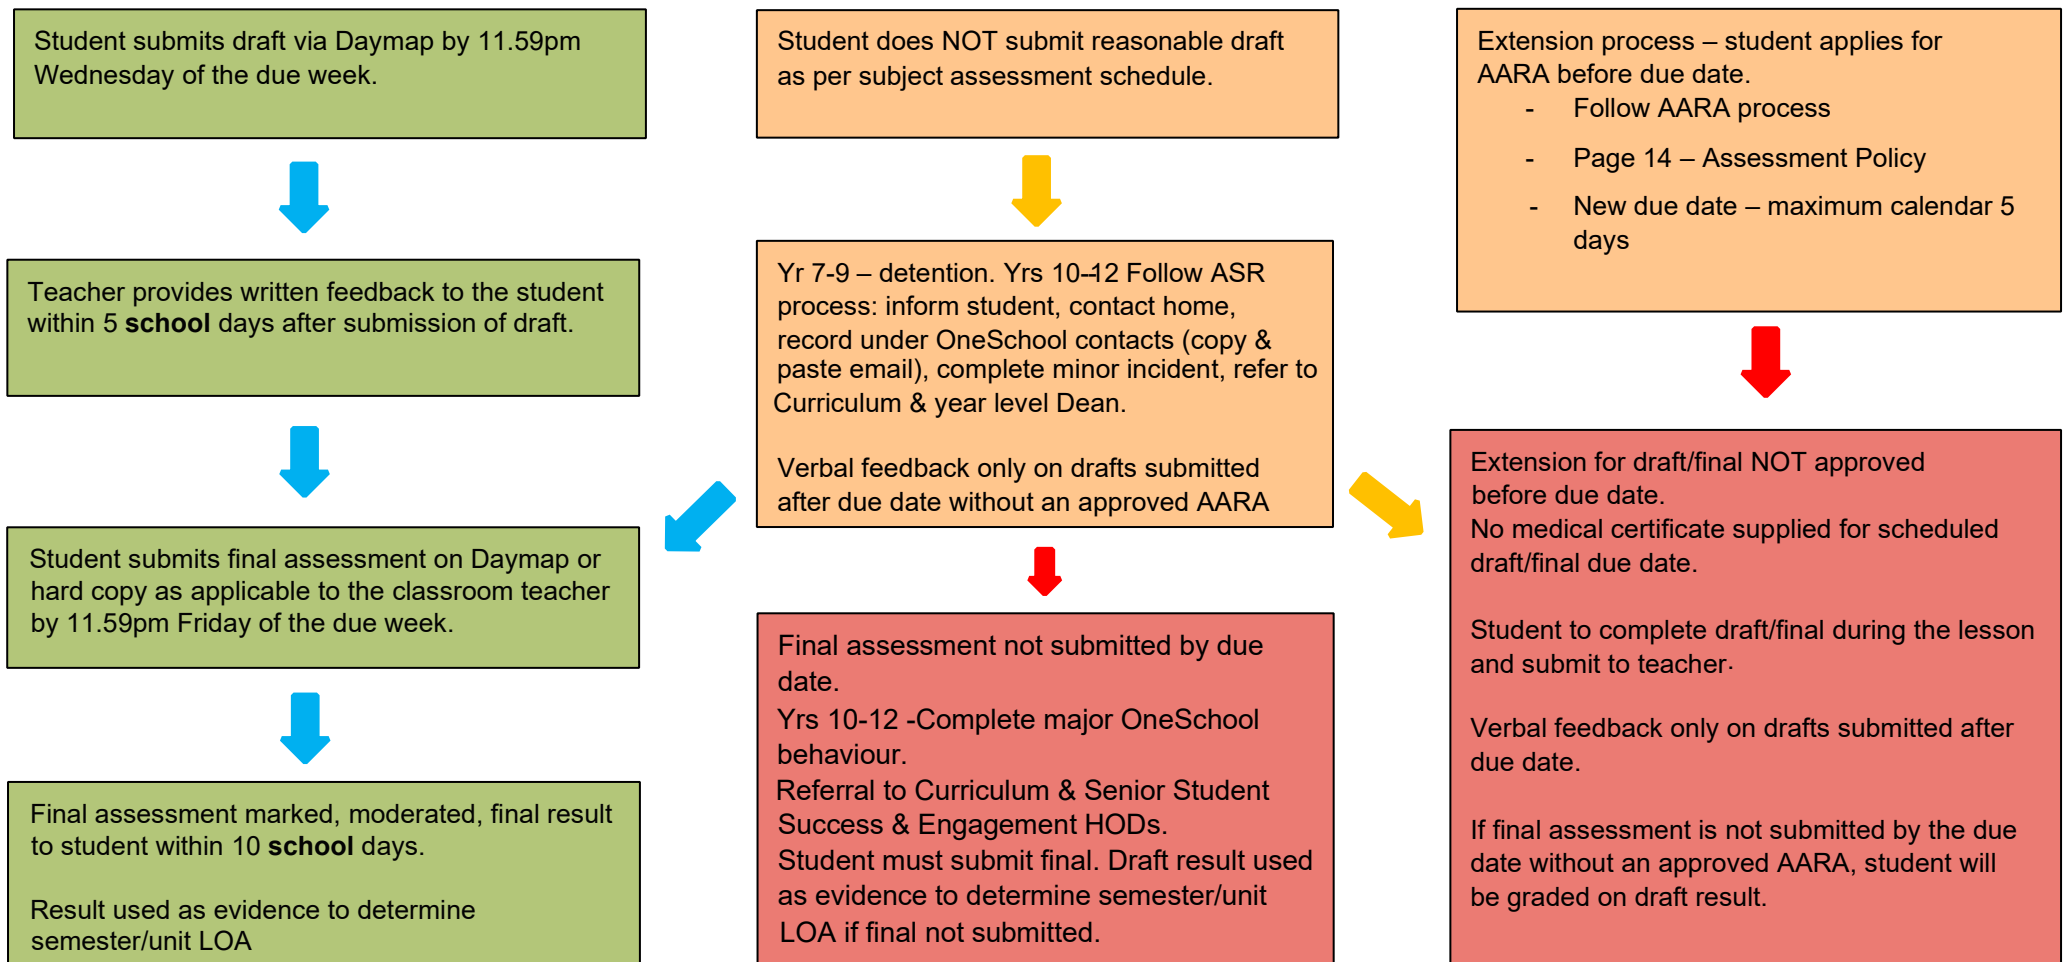 Student submits draft via Daymap by 11.59pm
Wednesday of the due week.
Teacher provides written feedback to the student
within 5 school days after submission of draft.
Student submits final assessment on Daymap or
hard copy as applicable to the classroom teacher
by 11.59pm Friday of the due week.
Final assessment marked, moderated, final result
to student within 10 school days.
Result used as evidence to determine
semester/unit LOA
Student does NOT submit reasonable draft
as per subject assessment schedule.
Yr 7-9 – detention. Yrs 10-12 Follow ASR
process: inform student, contact home,
record under OneSchool contacts (copy &
paste email), complete minor incident, refer to
Curriculum & year level Dean.
Verbal feedback only on drafts submitted
after due date without an approved AARA
Final assessment not submitted by due
date.
Yrs 10-12 -Complete major OneSchool
behaviour.
Referral to Curriculum & Senior Student
Success & Engagement HODs.
Student must submit final. Draft result used
as evidence to determine semester/unit
LOA if final not submitted.
Extension process – student applies for
AARA before due date.
- Follow AARA process
- Page 14 – Assessment Policy
- New due date – maximum calendar 5
days
Extension for draft/final NOT approved
before due date.
No medical certificate supplied for scheduled
draft/final due date.
Student to complete draft/final during the lesson
and submit to teacher.
Verbal feedback only on drafts submitted after
due date.
If final assessment is not submitted by the due
date without an approved AARA, student will
be graded on draft result.